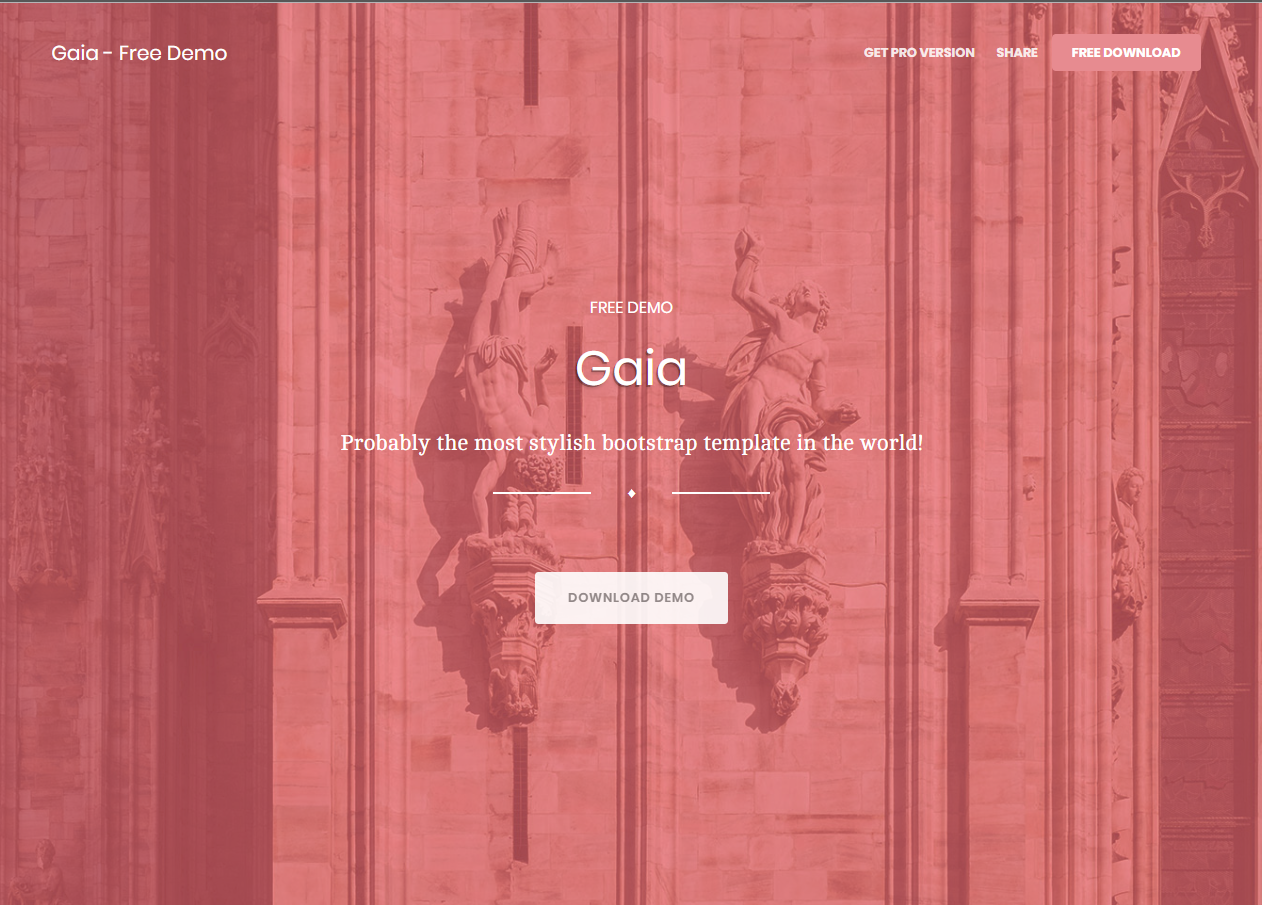 Gaia - Free Demo
GET PRO VERSION SHARE FREE DOWNLOAD
FREE DEMO
Gaia
Probably the most stylish bootstrap template in the world!
DOWNLOAD DEMO